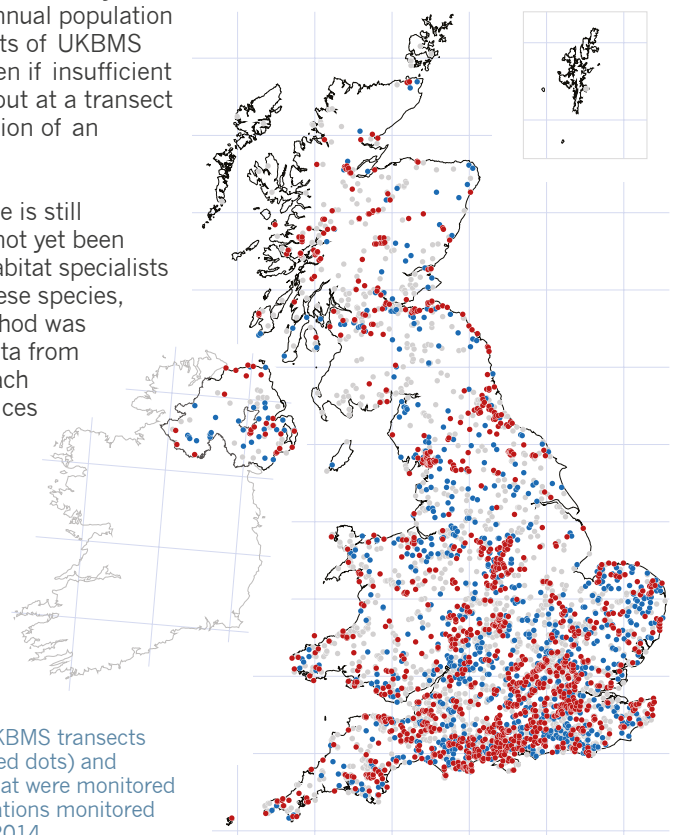 nnual population
ts of UKBMS
en if insufficient
out at a transect
ion of an
e is still
not yet been
abitat specialists
ese species,
hod was
ta from
ach
ces
KBMS transects
ed dots) and
at were monitored
ations monitored
2014